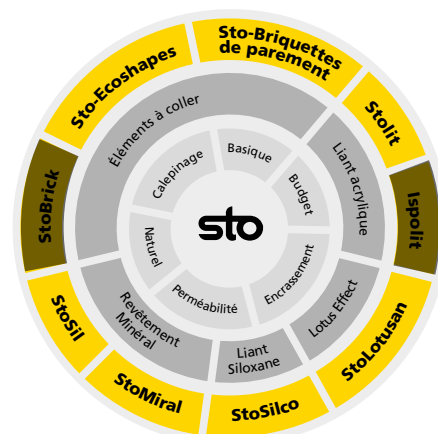 Sto-Briquettes
de parement
Stolit
Ispolit
StoLotusan
StoSilco
StoMiral
StoSil
StoBrick
Sto-Ecoshapes
Éléments à coller
Liant acrylique
Lotus Effect
Liant
Siloxane
Revêtement
Minéral
Basique
Budget
Encrassement
Perméabilité
Naturel
Calepinage
sto